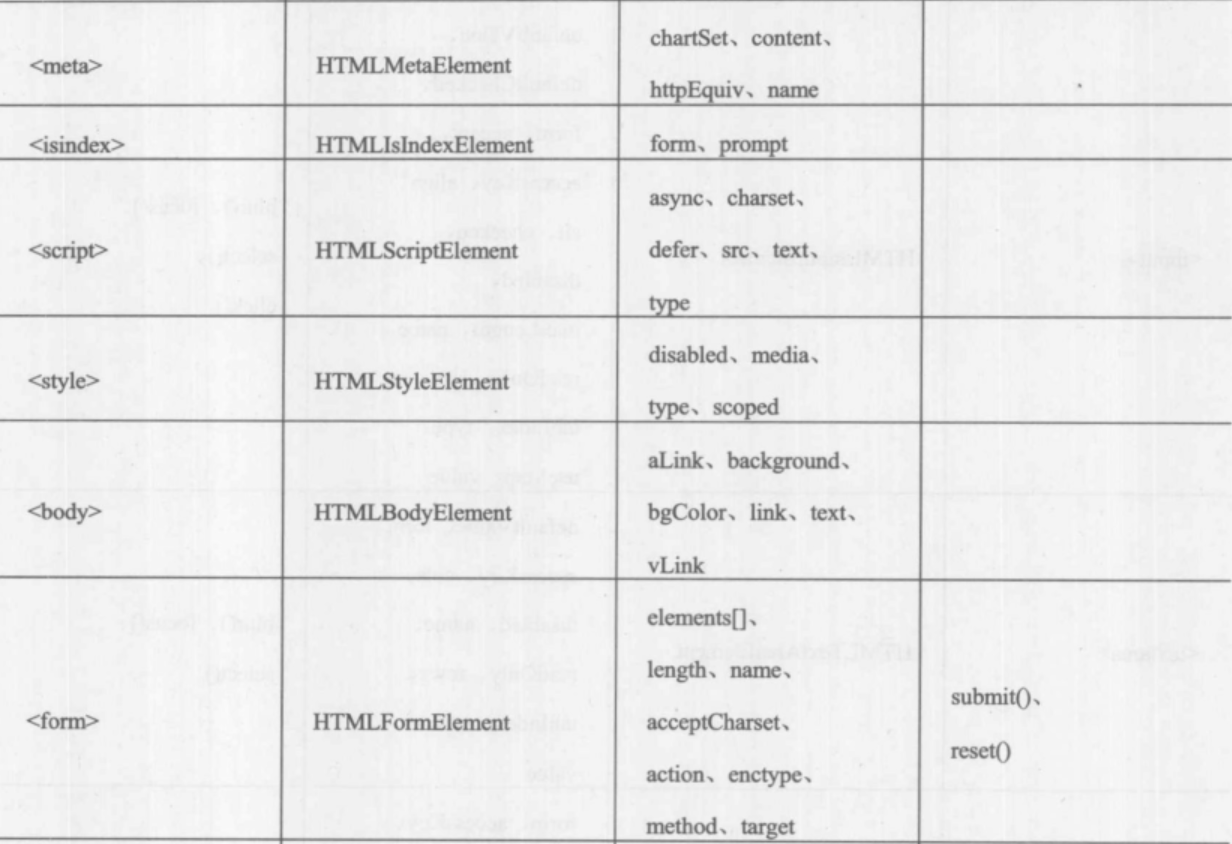 <meta>
HTMLMetaElement
chartSet、content、
httpEquiv、name
<isindex>
HTMLIsIndexElement
form、prompt
<script>
HTMLScriptElement
async、charset、
defer、src、text、
type
<style>
HTMLStyleElement
disabled、media、
type、scoped
<body>
HTMLBodyElement
aLink、background、
bgColor、link、text、
vLink
<form>
HTMLFormElement
elements[]、
length、name、
acceptCharset、
action、enctype、
method、target
submit()、
reset()